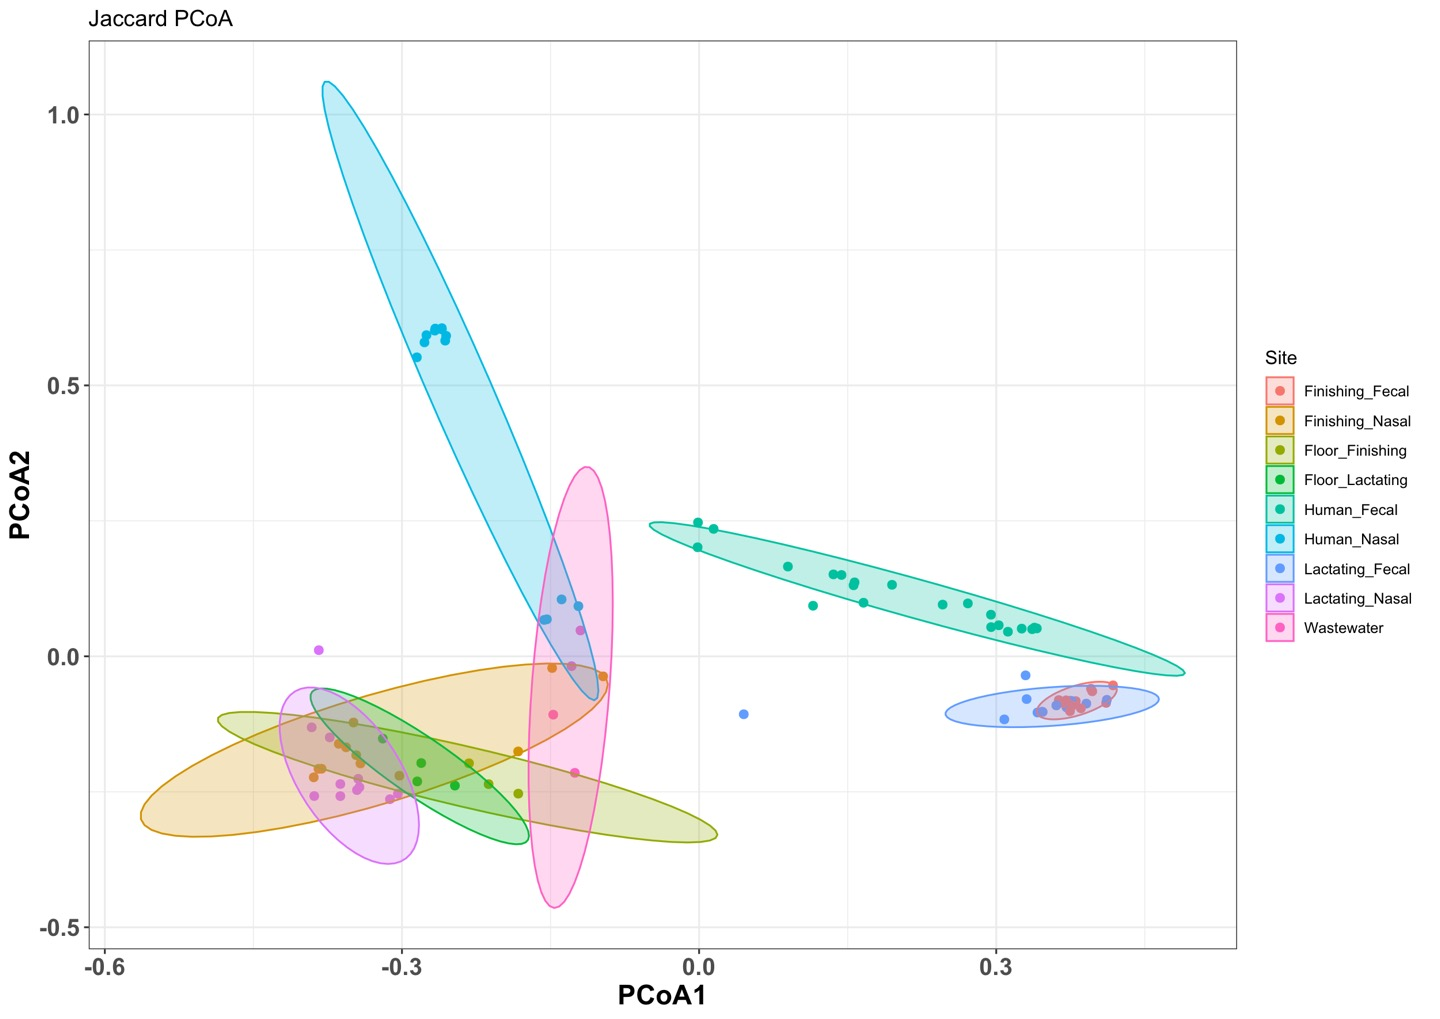 Jaccard PCoA
1.0
0.5
0.0
-0.5
PCoA2
-0.6
-0.3
0.0
0.3
PCoA1
Site
Finishing_Fecal
Finishing_Nasal
Floor_Finishing
Floor_Lactating
Human_Fecal
Human_Nasal
Lactating_Fecal
Lactating_Nasal
Wastewater